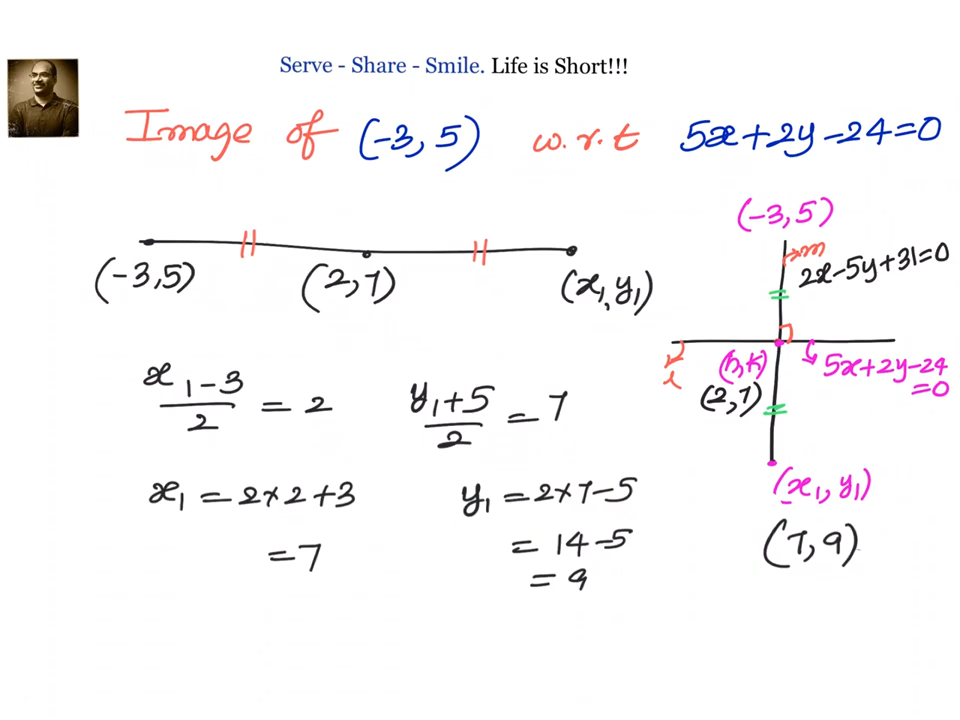 Serve - Share - Smile. Life is Short!!!
Image of (-3, 5) w.r.t 5x+2y-24=0
(-3,5) (2,7) (x₁,y₁)
x₁-3/2 = 2
y₁+5/2 = 7
x₁ = 2×2+3
= 7
y₁ = 2×7-5
= 14-5
= 9
(-3,5)
m
2x-5y+31=0
l
(h,k)
5x+2y-24
=0
(2,7)
(x₁,y₁)
(7,9)